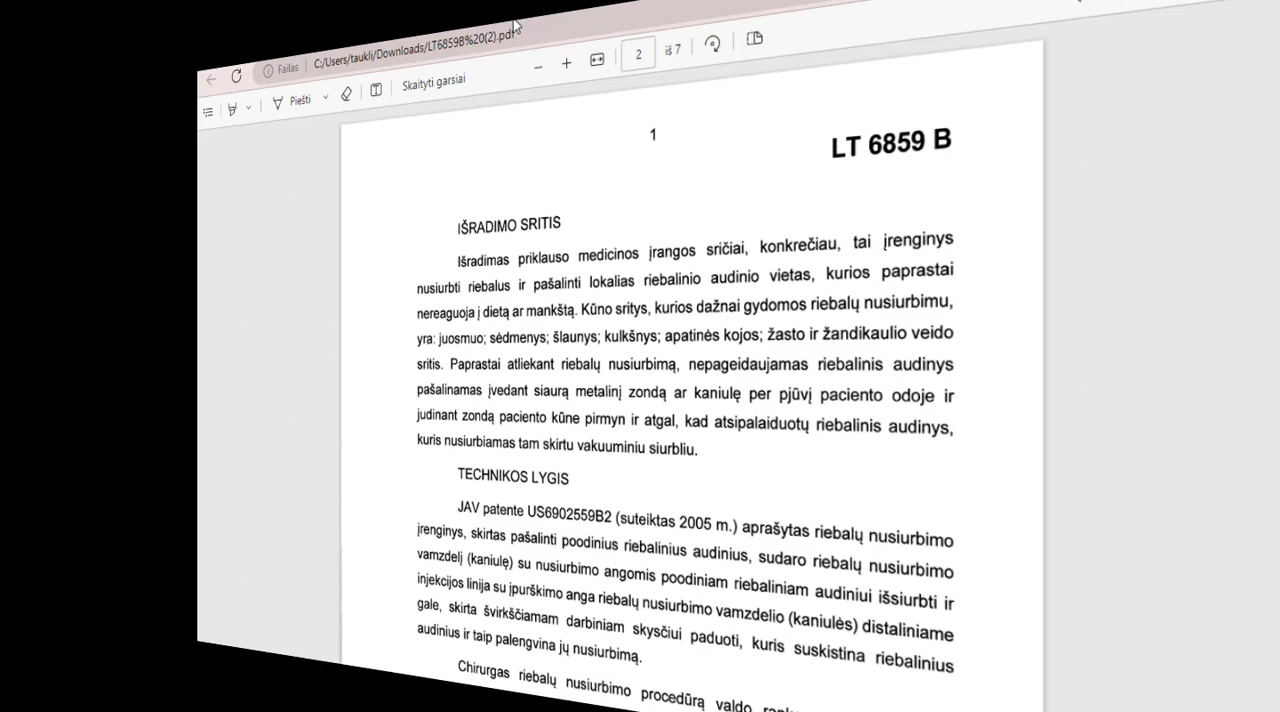 Failas C:/Users/taukli/Downloads/LT6859B%20(2).pdf
Piešti Skaityti garsiai 2 iš 7
1
LT 6859 B
IŠRADIMO SRITIS
Išradimas priklauso medicinos įrangos sričiai, konkrečiau, tai įrenginys
nusiurbti riebalus ir pašalinti lokalias riebalinio audinio vietas, kurios paprastai
nereaguoja į dietą ar mankštą. Kūno sritys, kurios dažnai gydomos riebalų nusiurbimu,
yra: juosmuo; sėdmenys; šlaunys; kulkšnys; apatinės kojos; žasto ir žandikaulio veido
sritis. Paprastai atliekant riebalų nusiurbimą, nepageidaujamas riebalinis audinys
pašalinamas įvedant siaurą metalinį zondą ar kaniulę per pjūvį paciento odoje ir
judinant zondą paciento kūne pirmyn ir atgal, kad atsipalaiduotų riebalinis audinys,
kuris nusiurbiamas tam skirtu vakuuminiu siurbliu.
TECHNIKOS LYGIS
JAV patente US6902559B2 (suteiktas 2005 m.) aprašytas riebalų nusiurbimo
įrenginys, skirtas pašalinti poodinius riebalinius audinius, sudaro riebalų nusiurbimo
vamzdelį (kaniulę) su nusiurbimo angomis poodiniam riebaliniam audiniui išsiurbti ir
injekcijos linija su įpurškimo anga riebalų nusiurbimo vamzdelio (kaniulės) distaliniame
gale, skirta švirkščiamam darbiniam skysčiui paduoti, kuris suskistina riebalinius
audinius ir taip palengvina jų nusiurbimą.
Chirurgas riebalų nusiurbimo procedūrą valdo